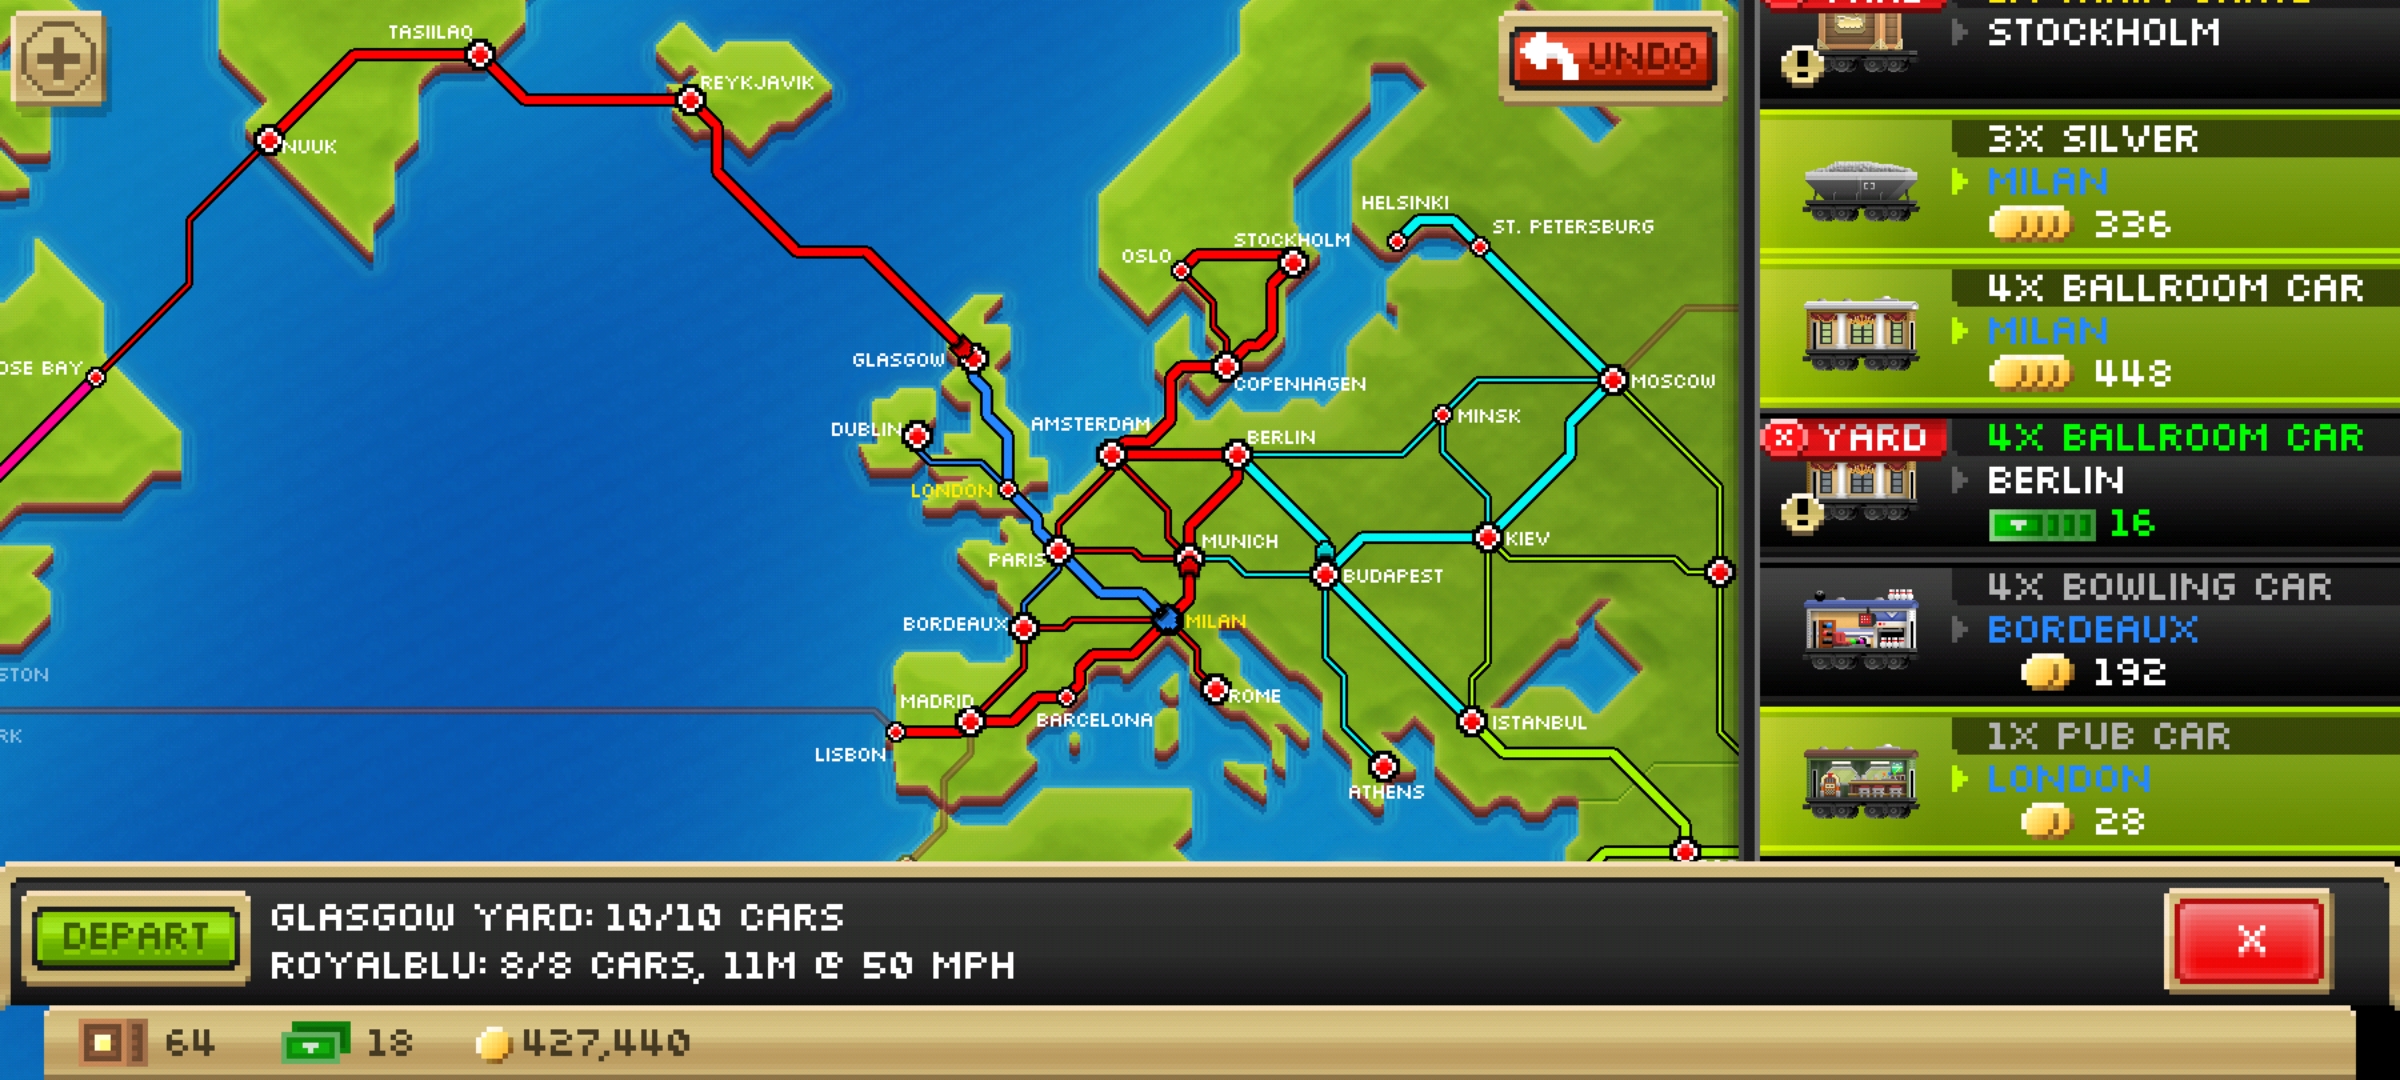 TASIILAQ
REYKJAVIK
NUUK
OSE BAY
STON
RK
GLASGOW
DUBLIN
LONDON
PARIS
BORDEAUX
MADRID
LISBON
BARCELONA
MILAN
ROME
AMSTERDAM
BERLIN
MUNICH
COPENHAGEN
OSLO
STOCKHOLM
HELSINKI
ST. PETERSBURG
MOSCOW
MINSK
KIEV
BUDAPEST
ISTANBUL
ATHENS
UNDO
STOCKHOLM
3X SILVER
MILAN
336
4X BALLROOM CAR
MILAN
448
YARD
4X BALLROOM CAR
BERLIN
16
4X BOWLING CAR
BORDEAUX
192
1X PUB CAR
LONDON
28
DEPART
GLASGOW YARD: 10/10 CARS
ROYALBLU: 8/8 CARS, 11M @ 50 MPH
X
64
18
427,440